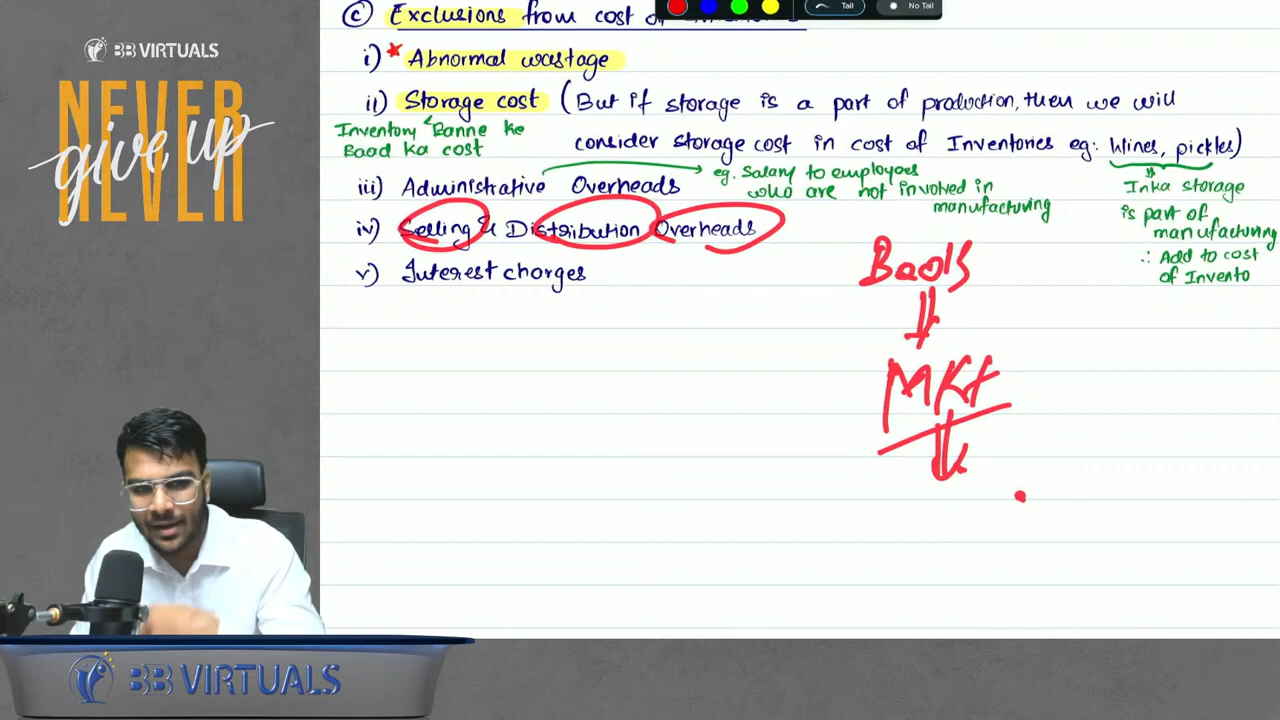 BB VIRTUALS
NEVER
give up
NEVER
Tail
No Tail
C Exclusions from cost of
i) * Abnormal wastage
ii) Storage cost (But if storage is a part of production, then we will
consider storage cost in cost of Inventories eg: Wines, pickles)
Inventory Banne ke
Baad ka cost
Inka storage
is part of
manufacturing
∴ Add to cost
of Invento
iii) Administrative Overheads
eg. Salary to employees
who are not involved in
manufacturing
iv) Selling & Distribution Overheads
v) Interest charges
MKt
BB VIRTUALS